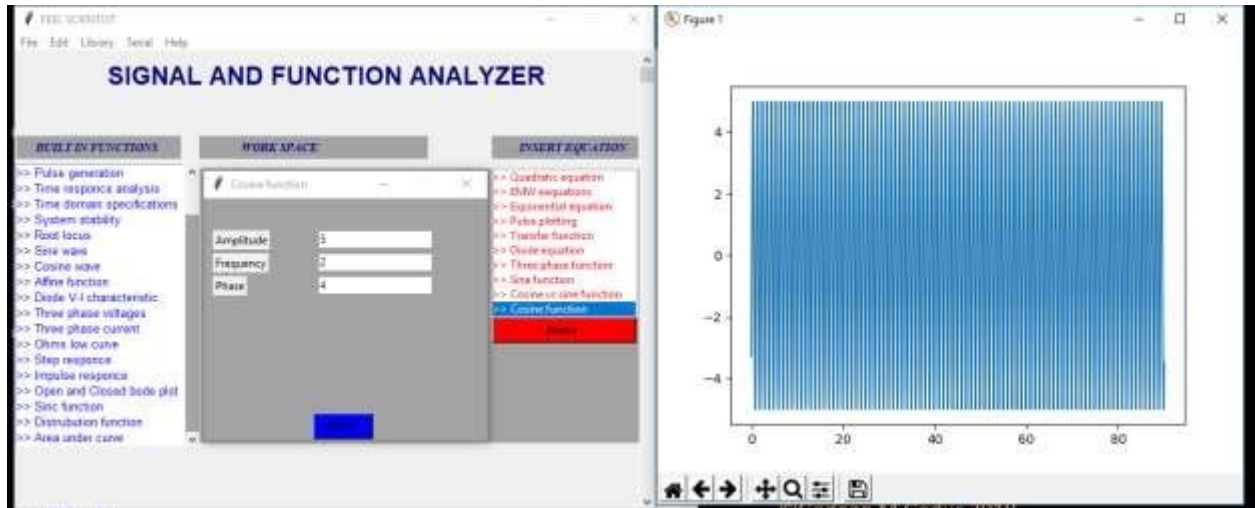 FEEE SCIENTIST
File Edit Library Serial Help
SIGNAL AND FUNCTION ANALYZER
BUILT IN FUNCTIONS
>> Pulse generation
>> Time responce analysis
>> Time domain specifications
>> System stability
>> Root locus
>> Sine wave
>> Cosine wave
>> Affine function
>> Diode V-I characteristic
>> Three phase voltages
>> Three phase current
>> Ohms low curve
>> Step responce
>> Impulse responce
>> Open and Closed bode plot
>> Sinc function
>> Distrubution function
>> Area under curve
WORK SPACE
Cosine function
Amplitude 5
Frequency 2
Phase 4
INSERT EQUATION
>> Quadratic equation
>> EMW eequations
>> Exponential equation
>> Pulse plotting
>> Transfer function
>> Diode equation
>> Three phase function
>> Sine function
>> Cosine vs sine function
>> Cosine function
Figure 1
4
2
0
−2
−4
0 20 40 60 80